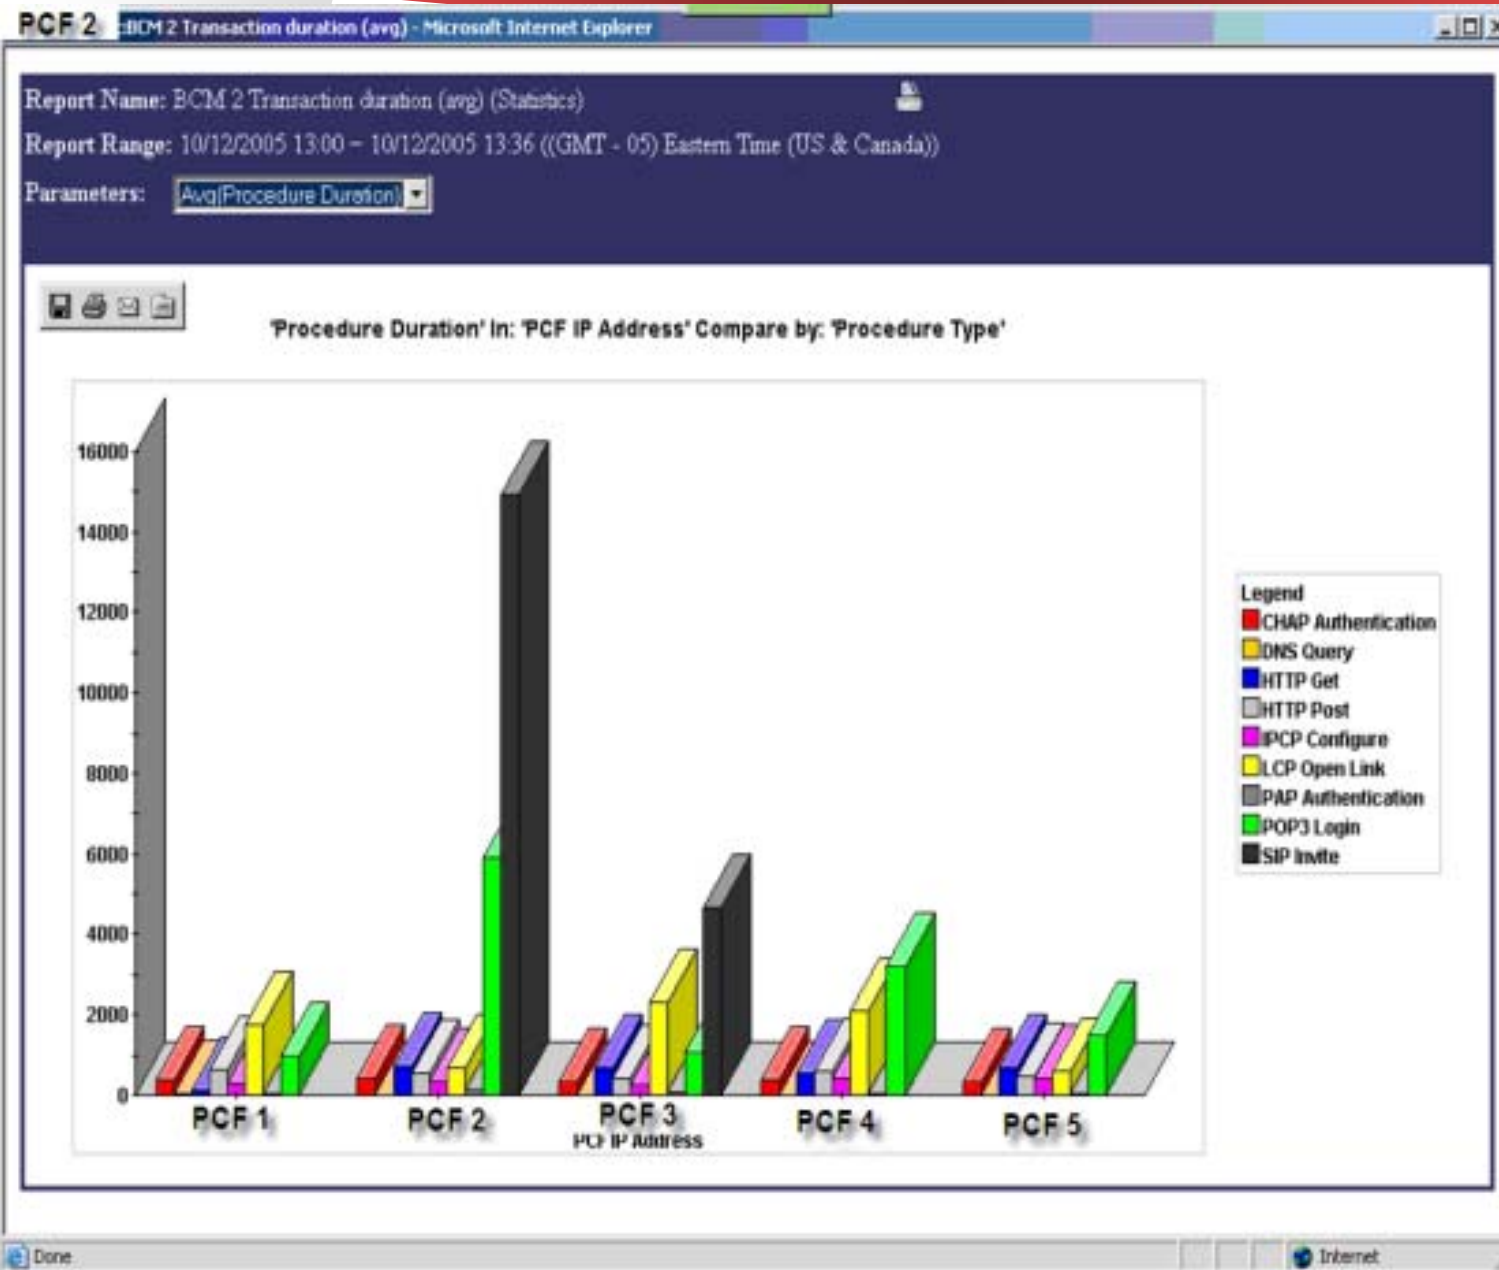 PCF 2 BCM 2 Transaction duration (avg) - Microsoft Internet Explorer
Report Name: BCM 2 Transaction duration (avg) (Statistics)
Report Range: 10/12/2005 13:00 - 10/12/2005 13:36 ((GMT - 05) Eastern Time (US & Canada))
Parameters: Avg(Procedure Duration)
'Procedure Duration' In: 'PCF IP Address' Compare by: 'Procedure Type'
16000
14000
12000
10000
8000
6000
4000
2000
0
PCF 1 PCF 2 PCF 3 PCF 4 PCF 5
PCF IP Address
Legend
CHAP Authentication
DNS Query
HTTP Get
HTTP Post
IPCP Configure
LCP Open Link
PAP Authentication
POP3 Login
SIP Invite
Done
Internet